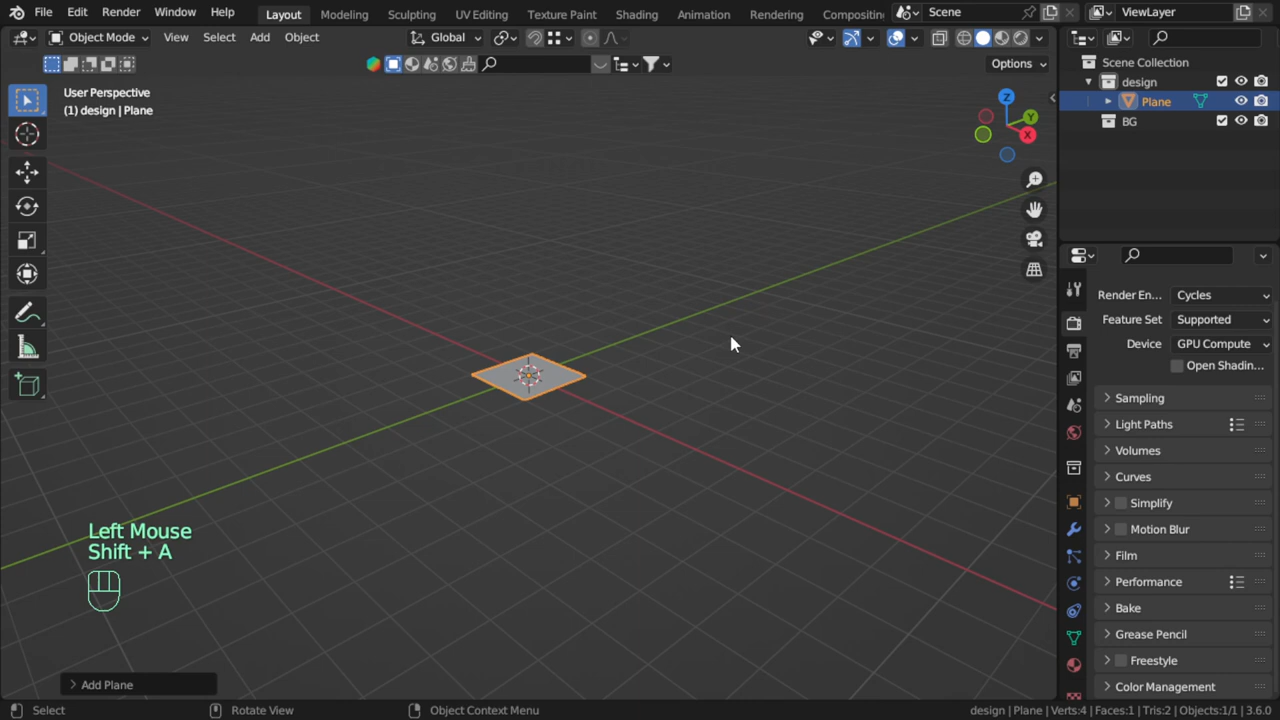 File Edit Render Window Help Layout Modeling Sculpting UV Editing Texture Paint Shading Animation Rendering Compositing Scene ViewLayer
Object Mode View Select Add Object Global
Options
User Perspective
(1) design | Plane
Z
Y
X
Scene Collection
design
Plane
BG
Render En... Cycles
Feature Set Supported
Device GPU Compute
Open Shadin...
Sampling
Light Paths
Volumes
Curves
Simplify
Motion Blur
Film
Performance
Bake
Grease Pencil
Freestyle
Color Management
Left Mouse
Shift + A
Add Plane
Select Rotate View Object Context Menu design | Plane | Verts:4 | Faces:1 | Tris:2 | Objects:1/1 | 3.6.0